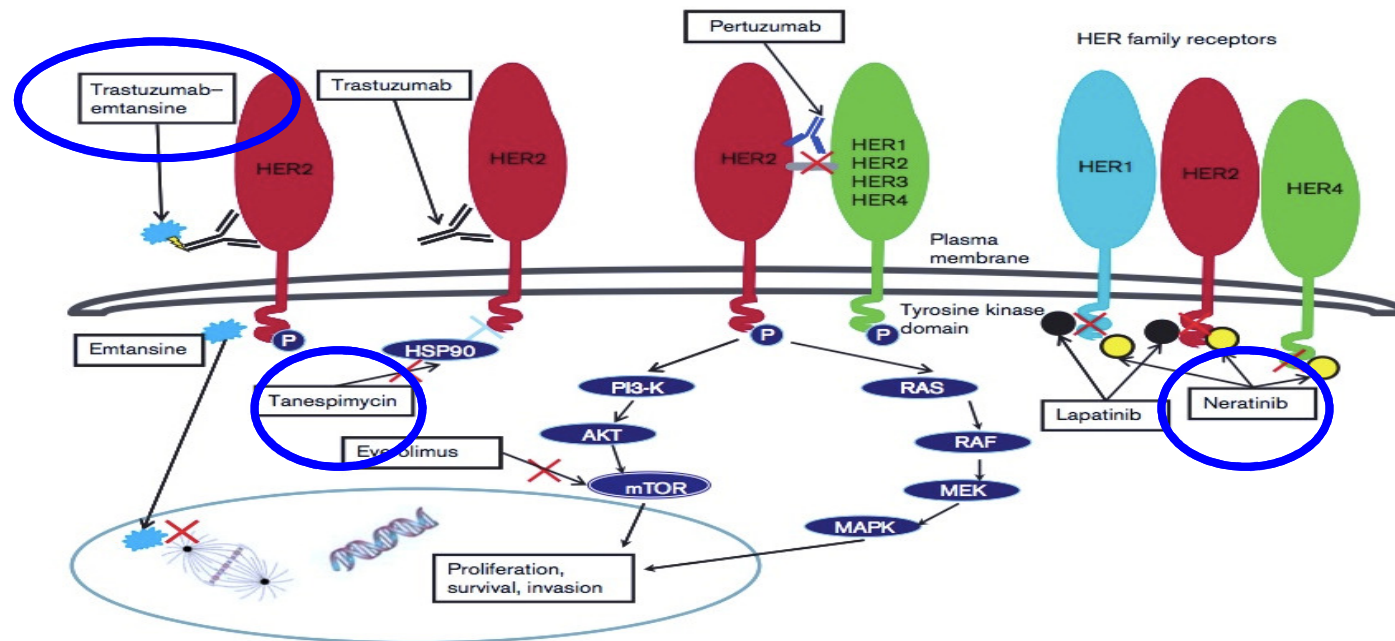 Pertuzumab
HER family receptors
Trastuzumab–
emtansine
Trastuzumab
HER2
HER2
HER2
HER1
HER2
HER3
HER4
HER1
HER2
HER4
Plasma
membrane
Tyrosine kinase
domain
Emtansine
P
HSP90
P
P
Tanespimycin
PI3-K
RAS
Lapatinib
Neratinib
AKT
RAF
Everolimus
mTOR
MEK
MAPK
Proliferation,
survival, invasion